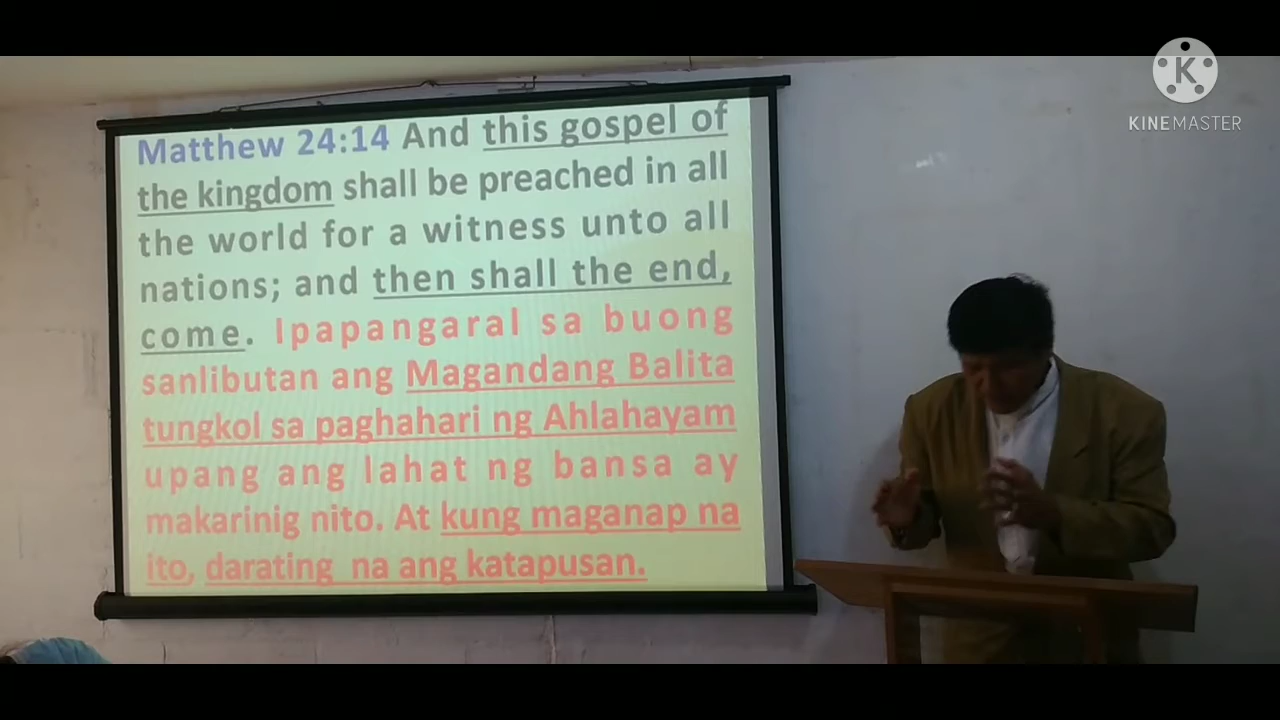 Matthew 24:14 And this gospel of
the kingdom shall be preached in all
the world for a witness unto all
nations; and then shall the end,
come. Ipapangaral sa buong
sanlibutan ang Magandang Balita
tungkol sa paghahari ng Ahlahayam
upang ang lahat ng bansa ay
makarinig nito. At kung maganap na
ito, darating na ang katapusan.
K
KINEMASTER